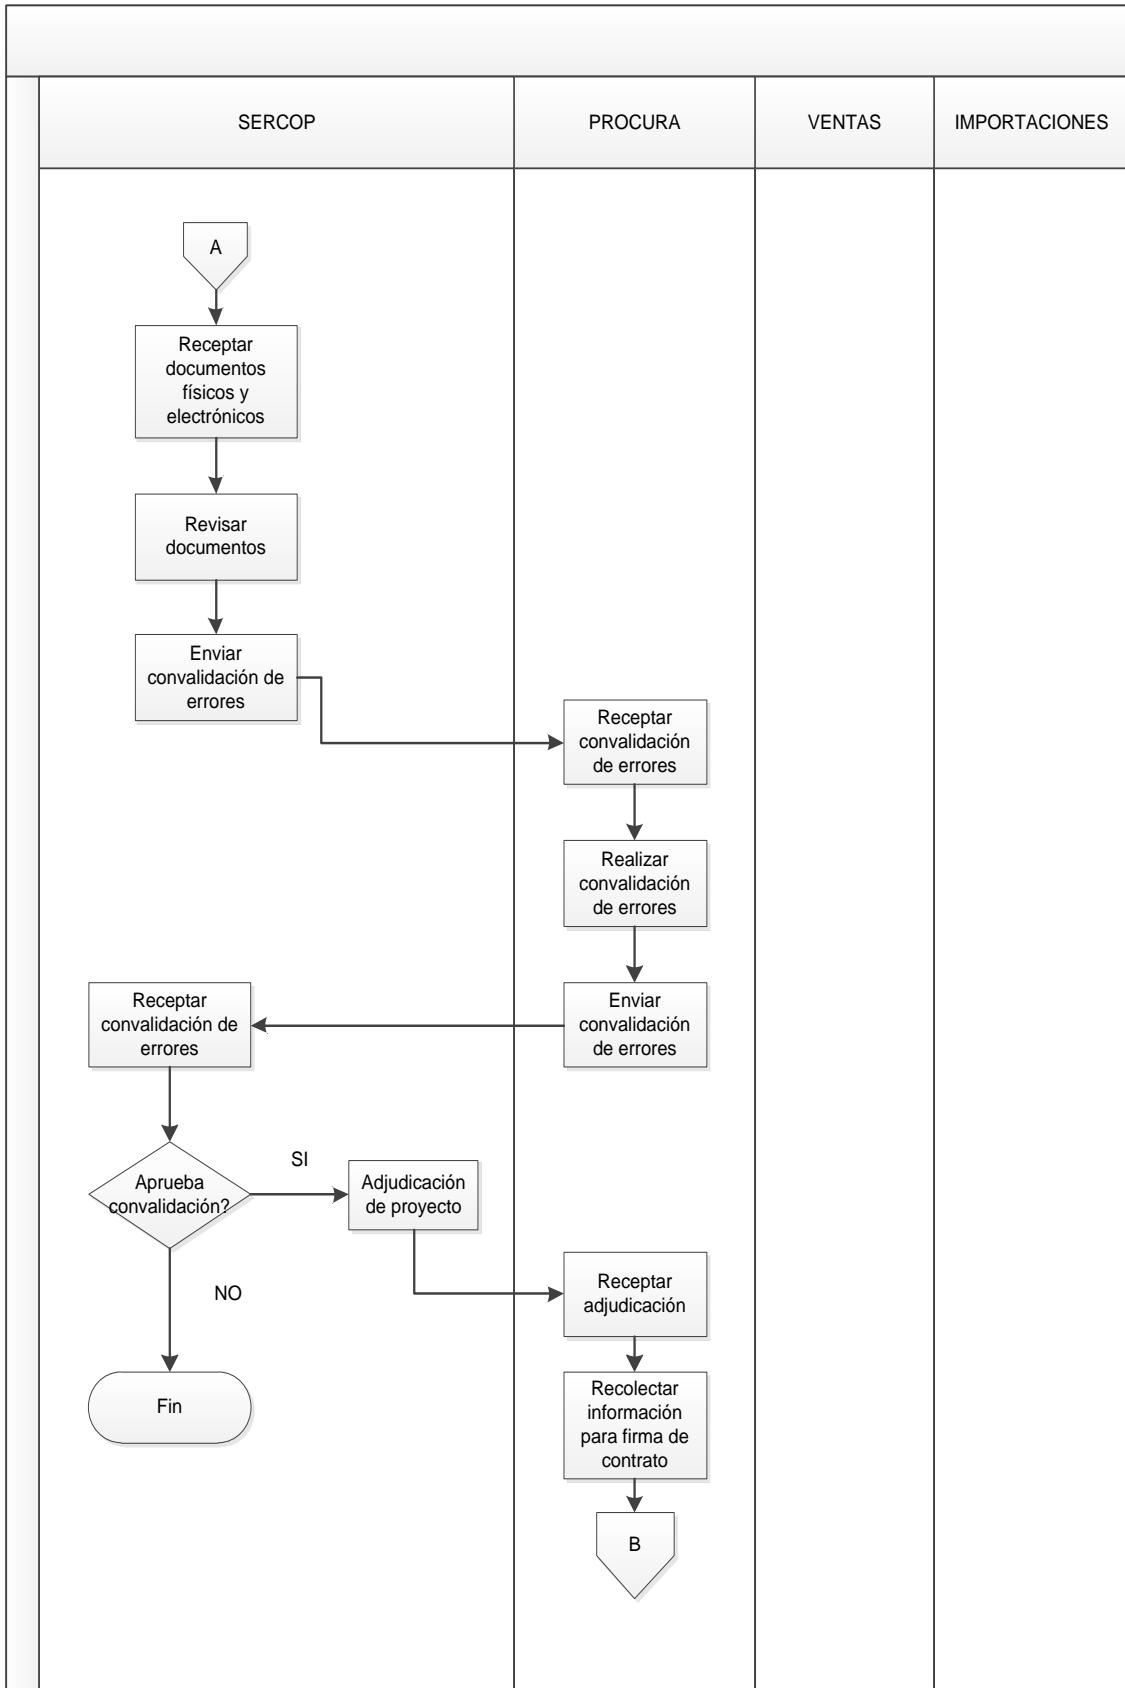 SERCOP
PROCURA
VENTAS
IMPORTACIONES
A
Receptar
documentos
físicos y
electrónicos
Revisar
documentos
Enviar
convalidación de
errores
Receptar
convalidación
de errores
Realizar
convalidación
de errores
Enviar
convalidación
de errores
Receptar
convalidación de
errores
Aprueba
convalidación?
SI
Adjudicación
de proyecto
NO
Fin
Receptar
adjudicación
Recolectar
información
para firma de
contrato
B